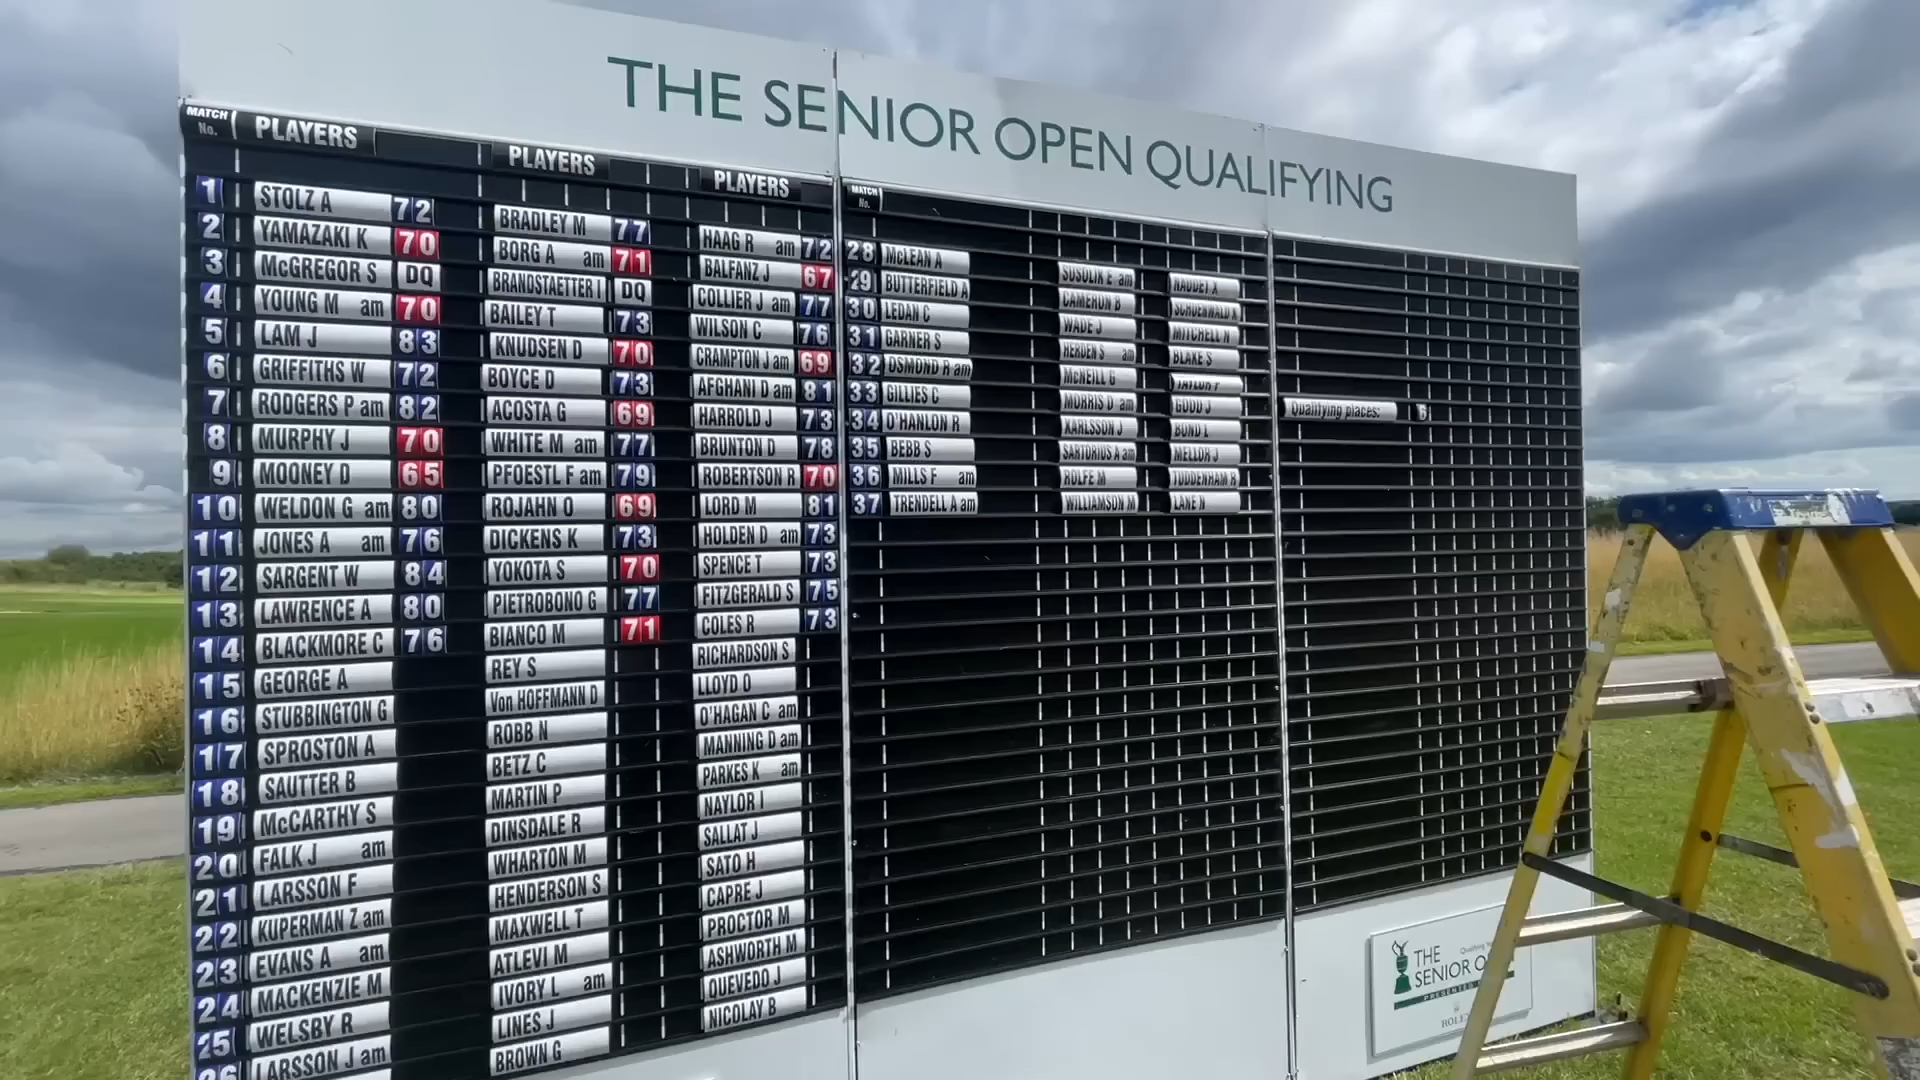 THE SENIOR OPEN QUALIFYING
MATCH No. PLAYERS PLAYERS PLAYERS MATCH No.
1 STOLZ A 72 BRADLEY M 77 HAAG R am 72
2 YAMAZAKI K 70 BORG A am 71 BALFANZ J 67
3 McGREGOR S DQ BRANDSTAETTER I DQ COLLIER J am 77
4 YOUNG M am 70 BAILEY T 73 WILSON C 76
5 LAM J 83 KNUDSEN D 70 CRAMPTON J am 69
6 GRIFFITHS W 72 BOYCE D 73 AFGHANI D am 81
7 RODGERS P am 82 ACOSTA G 69 HARROLD J 73
8 MURPHY J 70 WHITE M am 77 BRUNTON D 78
9 MOONEY D 65 PFOESTL F am 79 ROBERTSON R 70
10 WELDON G am 80 ROJAHN O 69 LORD M 81
11 JONES A am 76 DICKENS K 73 HOLDEN D am 73
12 SARGENT W 84 YOKOTA S 70 SPENCE T 73
13 LAWRENCE A 80 PIETROBONO G 77 FITZGERALD S 75
14 BLACKMORE C 76 BIANCO M 71 COLES R 73
15 GEORGE A REY S RICHARDSON S
16 STUBBINGTON G Von HOFFMANN D LLOYD O
17 SPROSTON A ROBB N O'HAGAN C am
18 SAUTTER B BETZ C MANNING D am
19 McCARTHY S MARTIN P PARKES K am
20 FALK J am DINSDALE R NAYLOR I
21 LARSSON F WHARTON M SALLAT J
22 KUPERMAN Z am HENDERSON S SATO H
23 EVANS A am MAXWELL T CAPRE J
24 MACKENZIE M ATLEVI M PROCTOR M
25 WELSBY R IVORY L am ASHWORTH M
26 LARSSON J am LINES J QUEVEDO J
BROWN G NICOLAY B
28 McLEAN A SUSOLIK E am
29 BUTTERFIELD A CAMERON B
30 LEDAN C WADE J MITCHELL N
31 GARNER S HERDEN S am BLAKE S
32 OSMOND R am McNEILL G
33 GILLIES C MORRIS D am GOOD J
34 O'HANLON R KARLSSON J BOND L
35 BEBB S SARTORIUS A am MELLOR J
36 MILLS F am ROLFE M TUDDENHAM R
37 TRENDELL A am WILLIAMSON M LANE N
Qualifying places: 6
THE
SENIOR